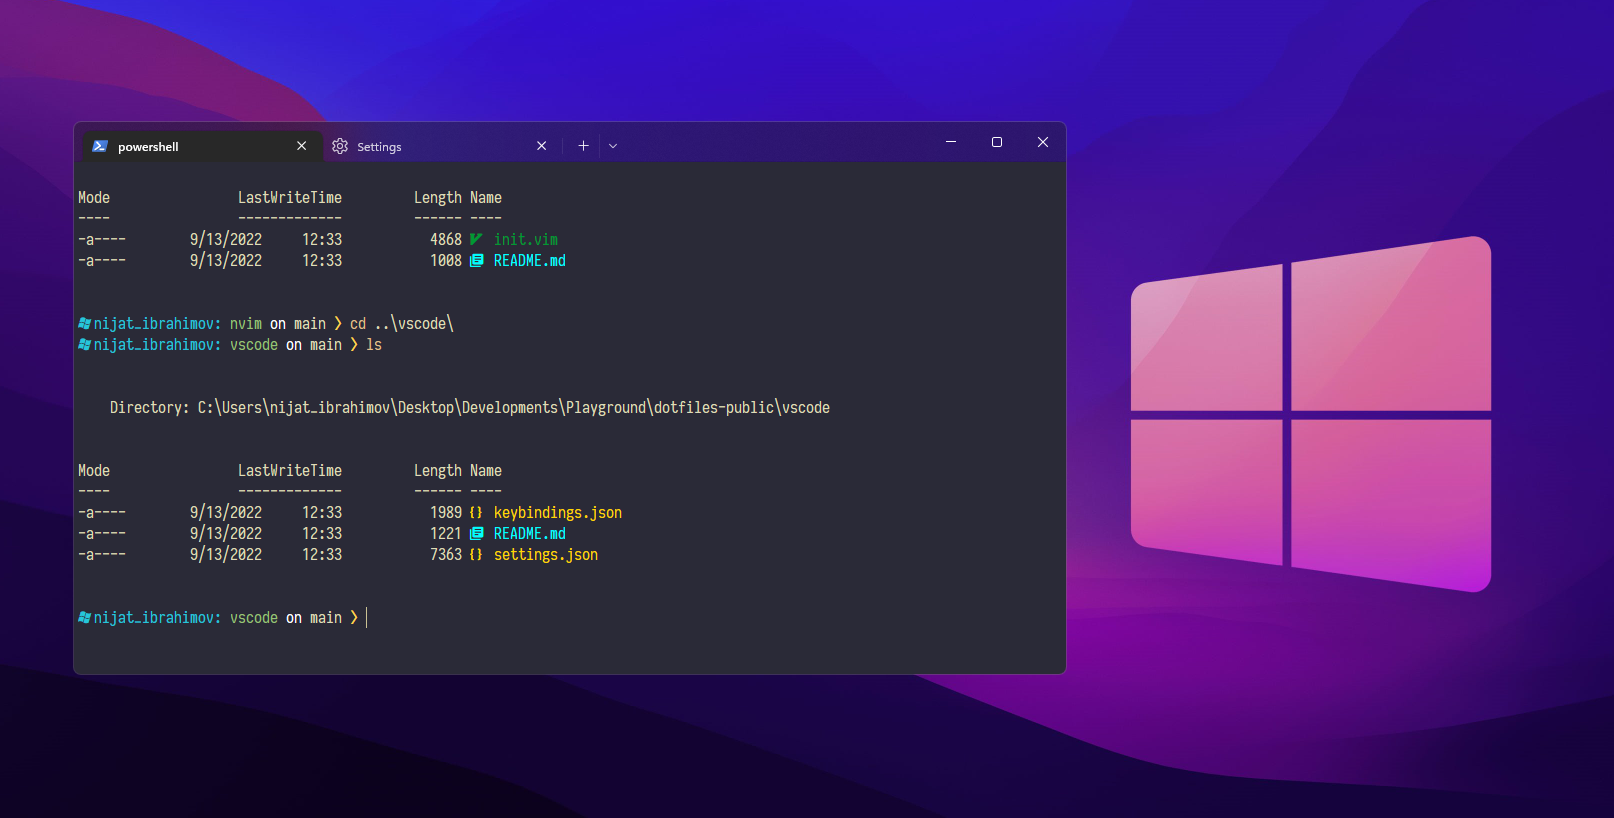 powershell Settings
Mode LastWriteTime Length Name
---- ------------- ------ ----
-a---- 9/13/2022 12:33 4868 init.vim
-a---- 9/13/2022 12:33 1008 README.md
nijat_ibrahimov: nvim on main ❯ cd ..\vscode\
nijat_ibrahimov: vscode on main ❯ ls
Directory: C:\Users\nijat_ibrahimov\Desktop\Developments\Playground\dotfiles-public\vscode
Mode LastWriteTime Length Name
---- ------------- ------ ----
-a---- 9/13/2022 12:33 1989 {} keybindings.json
-a---- 9/13/2022 12:33 1221 README.md
-a---- 9/13/2022 12:33 7363 {} settings.json
nijat_ibrahimov: vscode on main ❯